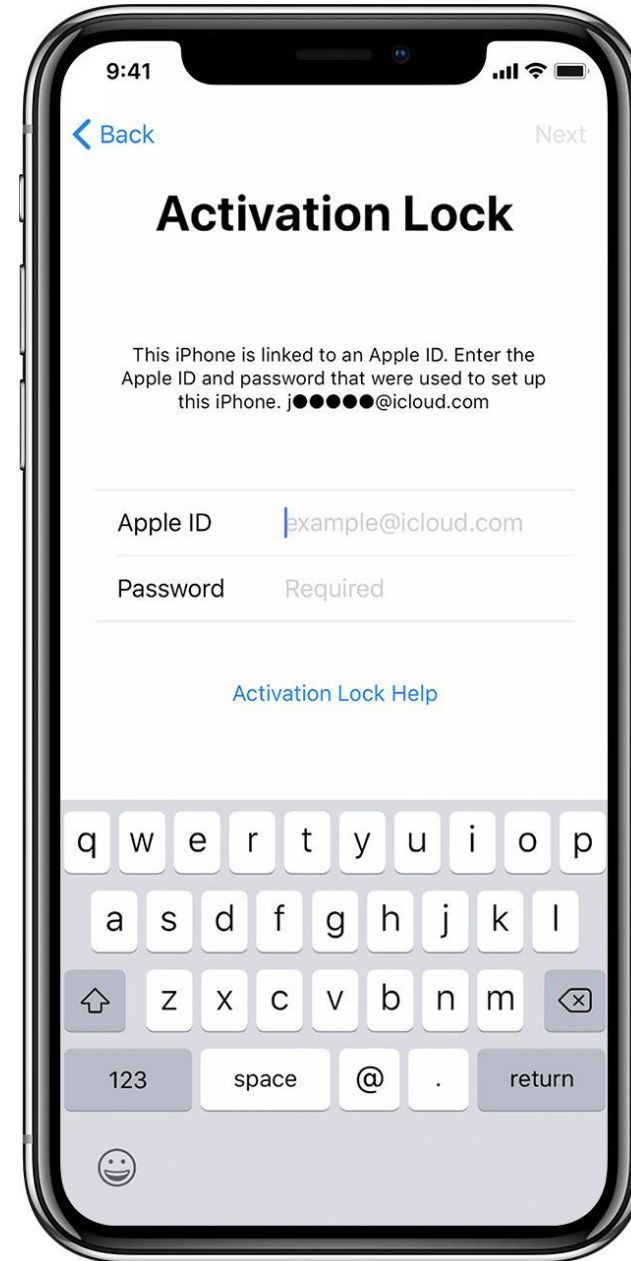 9:41
Back Next
Activation Lock
This iPhone is linked to an Apple ID. Enter the
Apple ID and password that were used to set up
this iPhone. j●●●●●@icloud.com
Apple ID example@icloud.com
Password Required
Activation Lock Help
q w e r t y u i o p
a s d f g h j k l
z x c v b n m
123 space @ . return